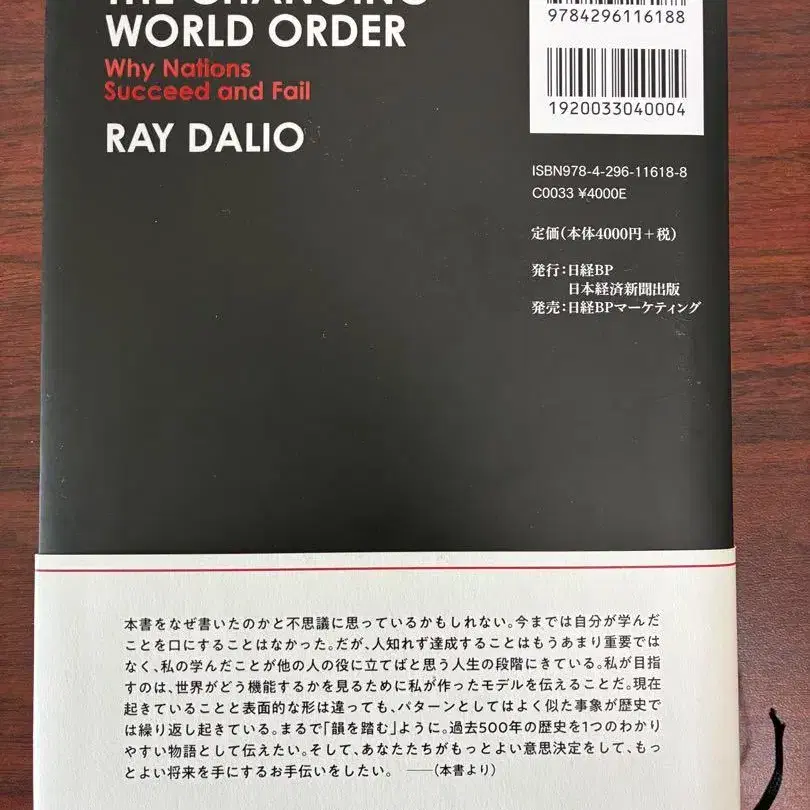 THE CHANGING
WORLD ORDER
Why Nations
Succeed and Fail
RAY DALIO
9784296116188
1920033040004
ISBN978-4-296-11618-8
C0033 ¥4000E
定価(本体4000円+税)
発行:日経BP
日本経済新聞出版
発売:日経BPマーケティング
本書をなぜ書いたのかと不思議に思っているかもしれない。今までは自分が学んだ
ことを口にすることはなかった。だが、人知れず達成することはもうあまり重要では
なく、私の学んだことが他の人の役に立てばと思う人生の段階にきている。私が目指
すのは、世界がどう機能するかを見るために私が作ったモデルを伝えることだ。現在
起きていることと表面的な形は違っても、パターンとしてはよく似た事象が歴史で
は繰り返し起きている。まるで「韻を踏む」ように。過去500年の歴史を1つのわかり
やすい物語として伝えたい。そして、あなたたちがもっとよい意思決定をして、もっ
とよい将来を手にするお手伝いをしたい。 ——(本書より)